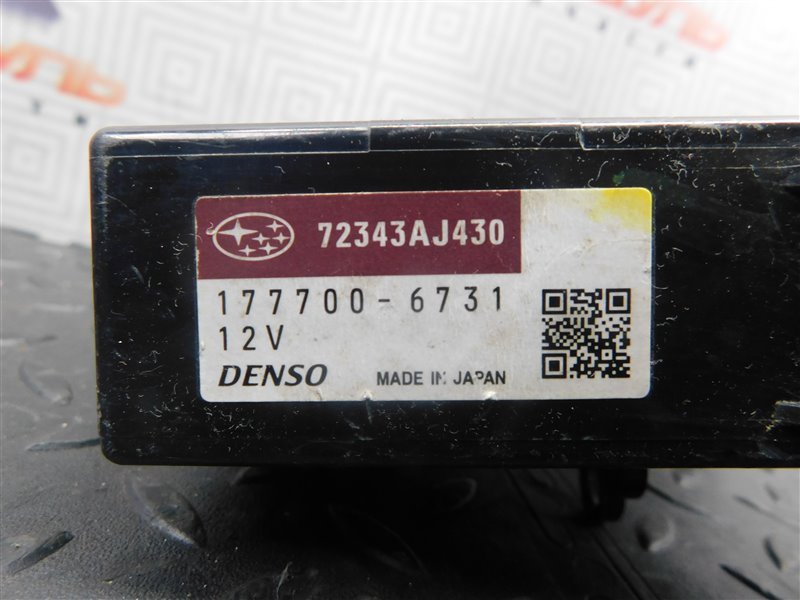 72343AJ430
177700-6731
12V
DENSO
MADE IN JAPAN